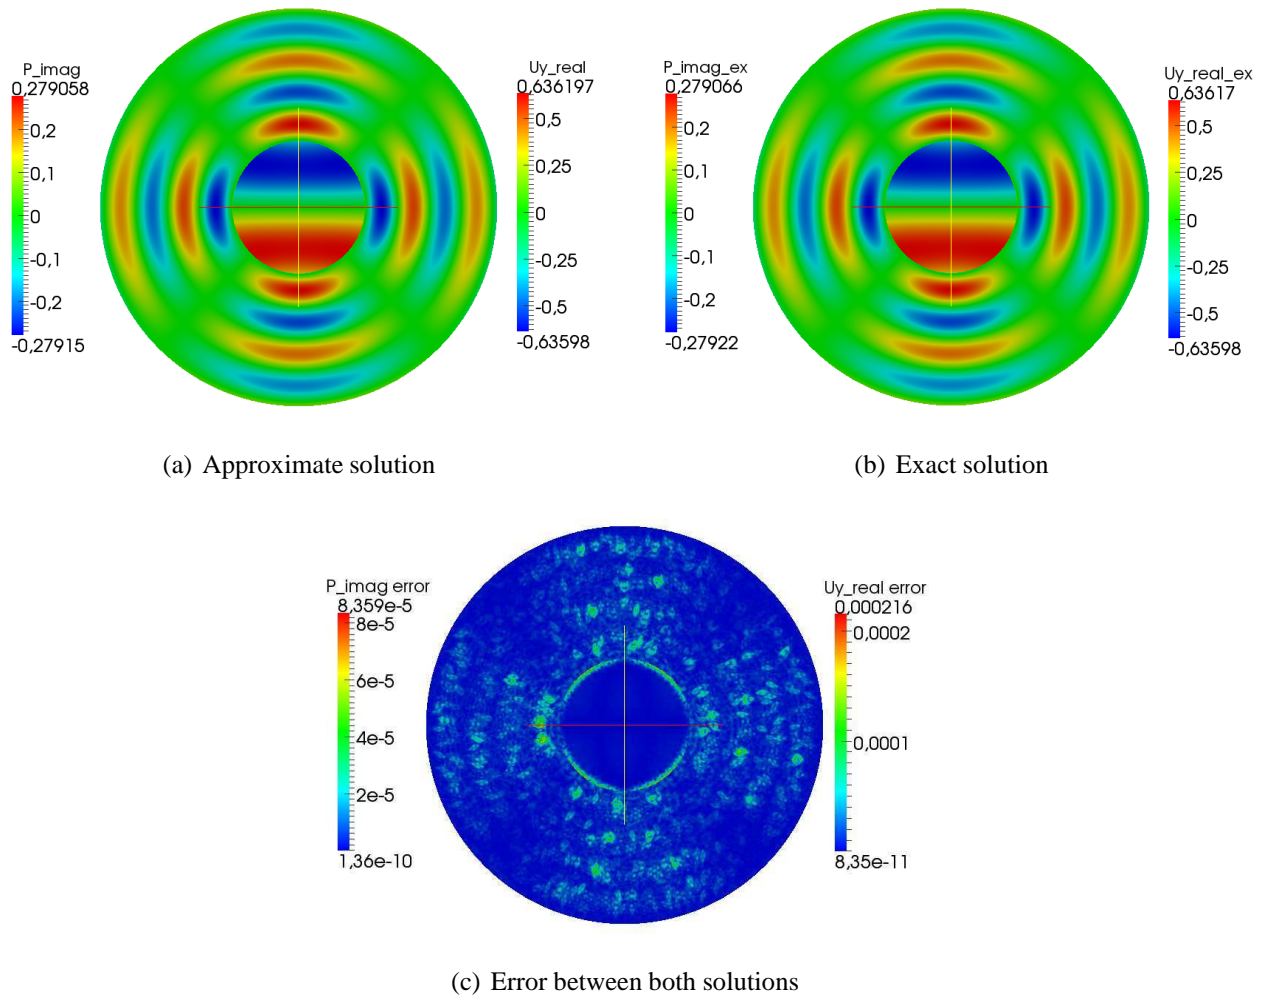 P_imag
0,279058
0,2
0,1
0
-0,1
-0,2
-0,27915
Uy_real
0,636197
0,5
0,25
0
-0,25
-0,5
-0,63598
P_imag_ex
0,279066
0,2
0,1
0
-0,1
-0,2
-0,27922
Uy_real_ex
0,63617
0,5
0,25
0
-0,25
-0,5
-0,63598
(a) Approximate solution
(b) Exact solution
P_imag error
8,359e-5
8e-5
6e-5
4e-5
2e-5
1,36e-10
Uy_real error
0,000216
0,0002
0,0001
8,35e-11
(c) Error between both solutions